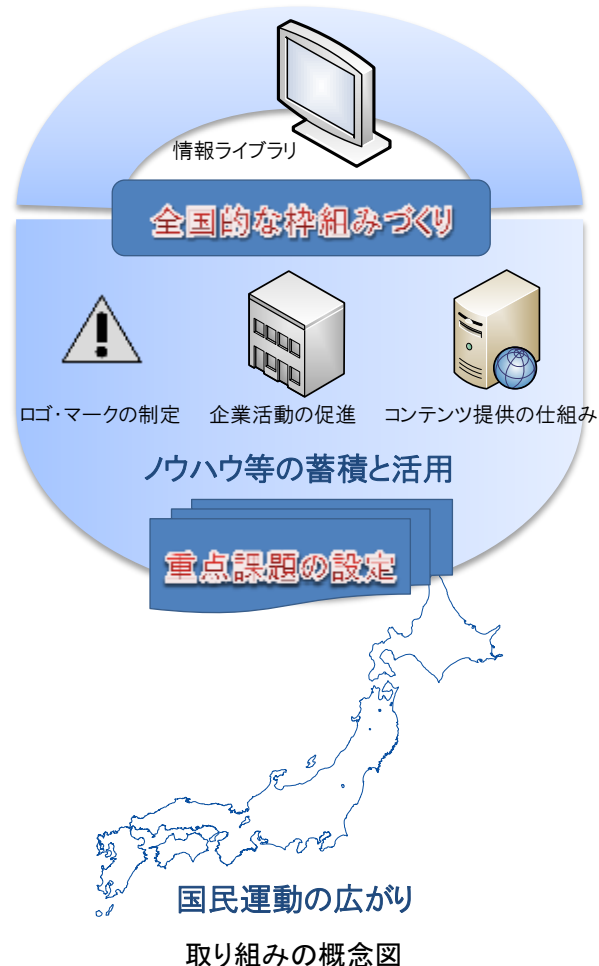 情報ライブラリ
全国的な枠組みづくり
ロゴ・マークの制定 企業活動の促進 コンテンツ提供の仕組み
ノウハウ等の蓄積と活用
重点課題の設定
国民運動の広がり
取り組みの概念図